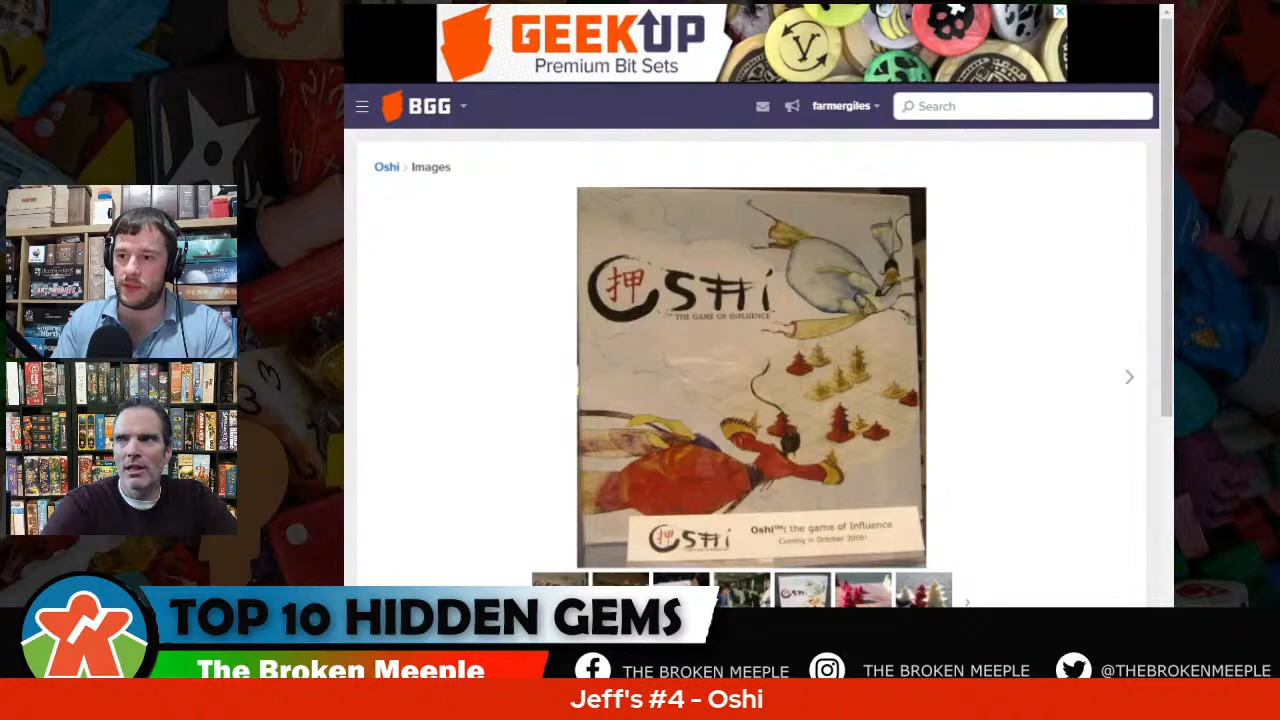 GEEKUP
Premium Bit Sets
BGG
farmergiles
Search
Oshi > Images
押
OSHI
THE GAME OF INFLUENCE
OSHI
Oshi™: the game of Influence
Coming in October 2006!
TOP 10 HIDDEN GEMS
The Broken Meeple
THE BROKEN MEEPLE
THE BROKEN MEEPLE
@THEBROKENMEEPLE
Jeff's #4 - Oshi